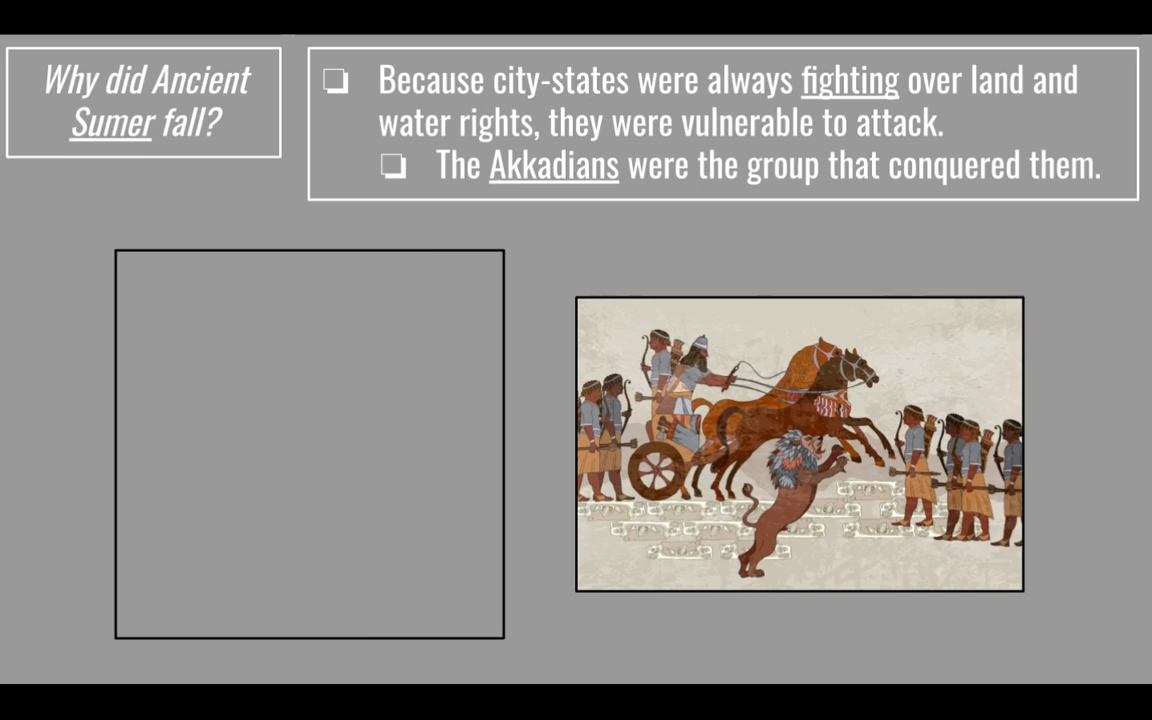 Why did Ancient
Sumer fall?
❏ Because city-states were always fighting over land and
water rights, they were vulnerable to attack.
❏ The Akkadians were the group that conquered them.